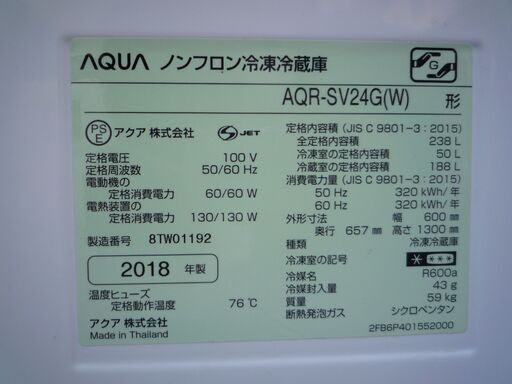 AQUA ノンフロン冷凍冷蔵庫
G
AQR-SV24G(W) 形
PS E アクア 株式会社 S JET
定格電圧 100 V
定格周波数 50/60 Hz
電動機の
定格消費電力 60/60 W
電熱装置の
定格消費電力 130/130 W
製造番号 8TW01192
2018 年製
温度ヒューズ
定格動作温度 76℃
アクア 株式会社
Made in Thailand
定格内容積 (JIS C 9801-3：2015)
全定格内容積 238 L
冷凍室の定格内容積 50 L
冷蔵室の定格内容積 188 L
消費電力量 (JIS C 9801-3：2015)
50 Hz 320 kWh/年
60 Hz 320 kWh/年
外形寸法 幅 600 ㎜
奥行 657 ㎜ 高さ 1300 ㎜
種類 冷凍冷蔵庫
冷凍室の記号 * ***
冷媒名 R600a
冷媒封入量 43 g
質量 59 kg
断熱発泡ガス シクロペンタン
2FB6P401552000